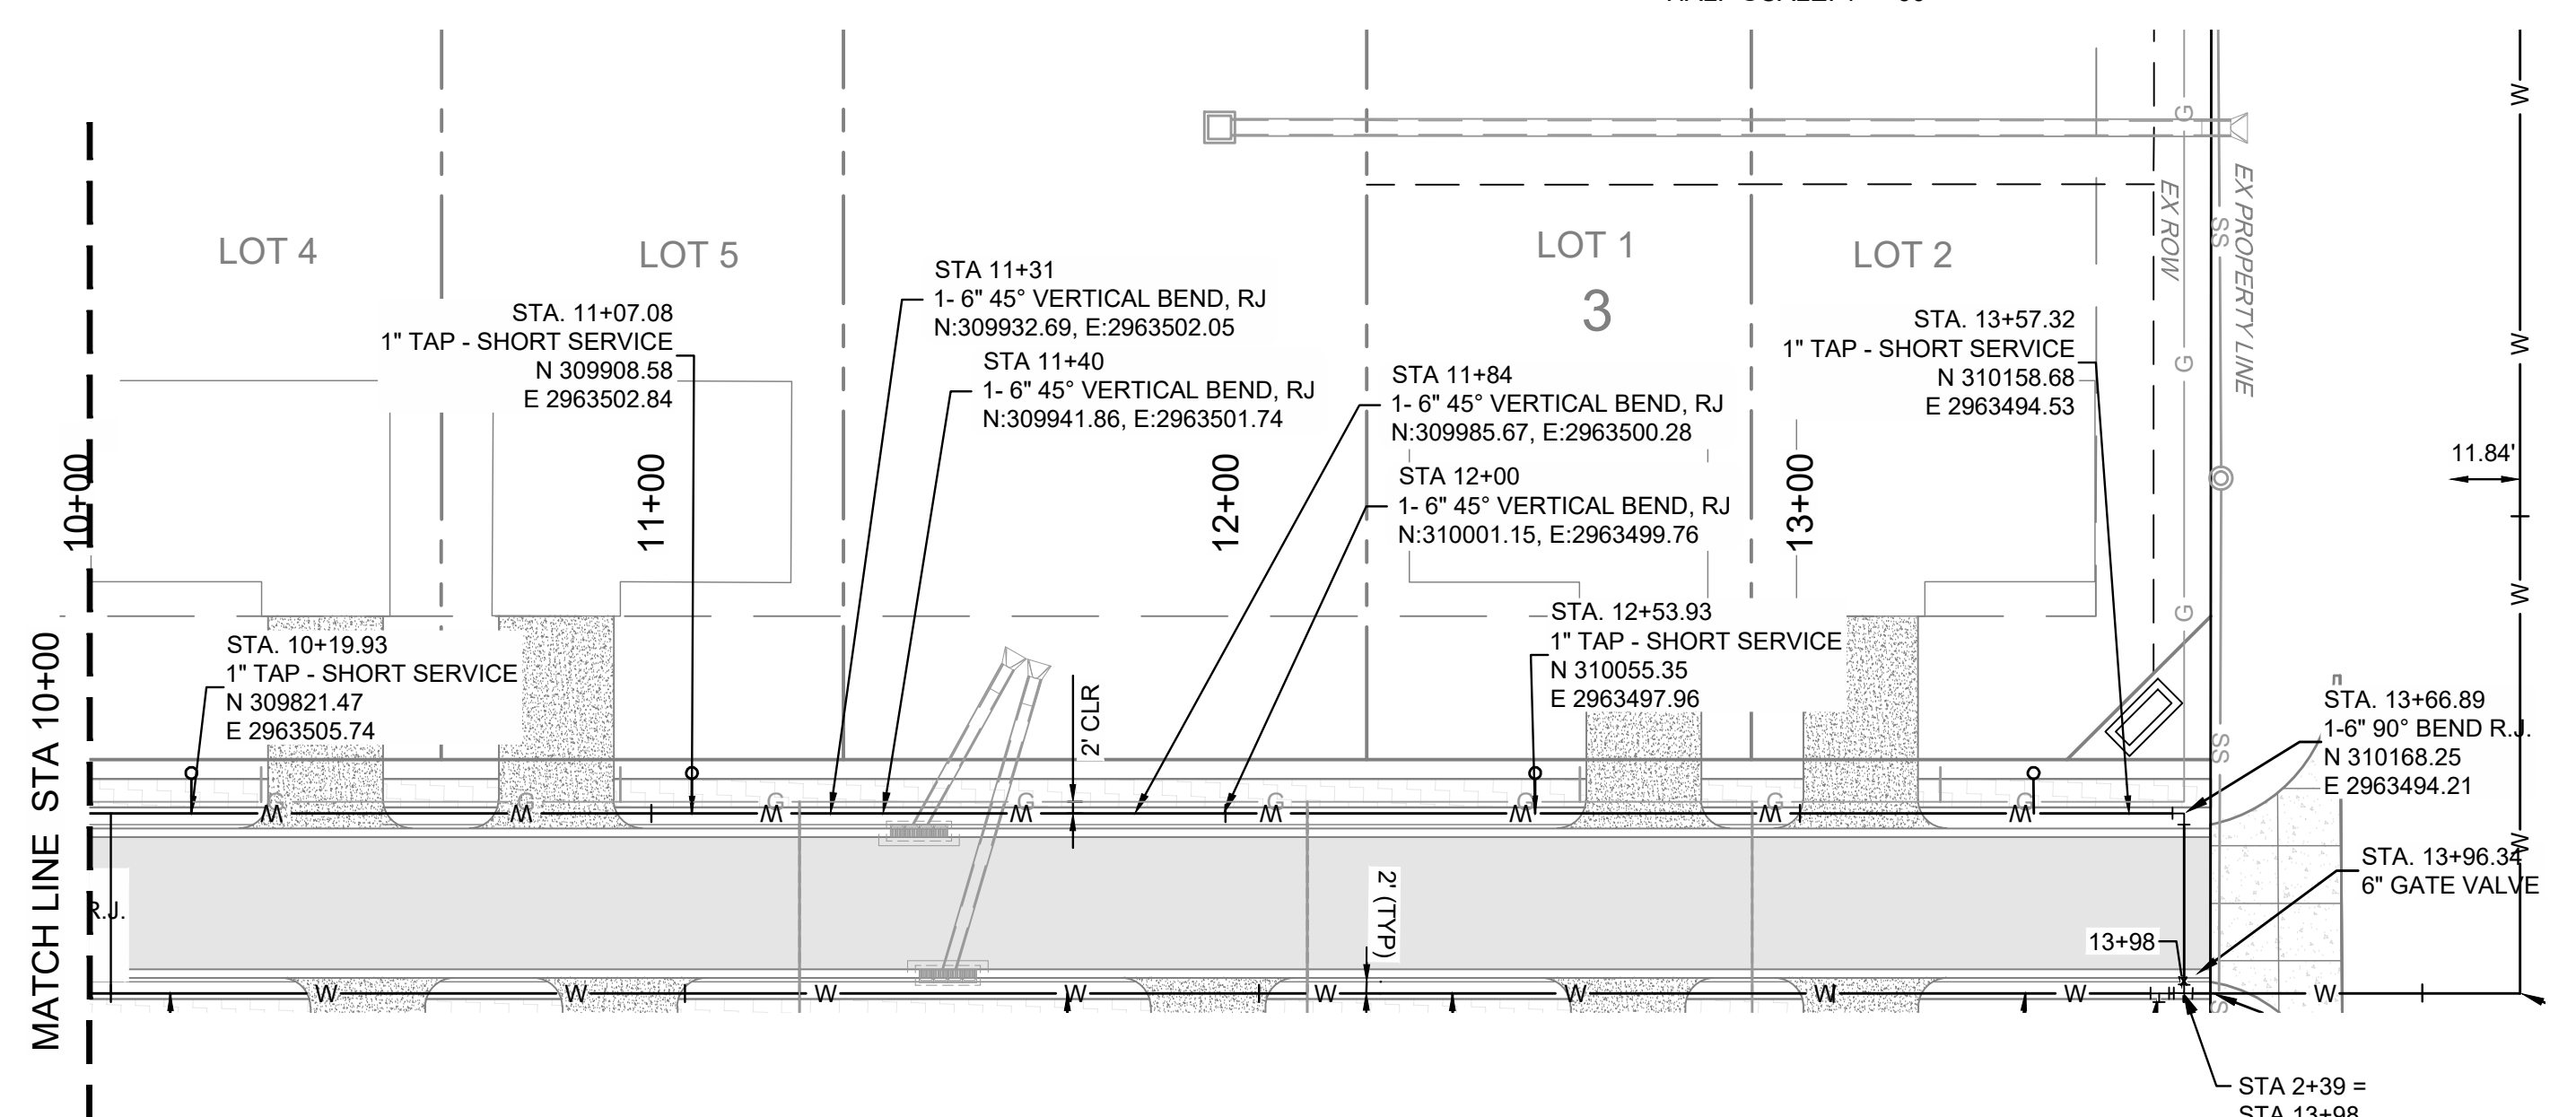 LOT 4
LOT 5
LOT 1
3
LOT 2
EX ROW
EX PROPERTY LINE
STA. 11+07.08
1" TAP - SHORT SERVICE
N 309908.58
E 2963502.84
STA 11+31
1- 6" 45° VERTICAL BEND, RJ
N:309932.69, E:2963502.05
STA 11+40
1- 6" 45° VERTICAL BEND, RJ
N:309941.86, E:2963501.74
STA 11+84
1- 6" 45° VERTICAL BEND, RJ
N:309985.67, E:2963500.28
STA 12+00
1- 6" 45° VERTICAL BEND, RJ
N:310001.15, E:2963499.76
STA. 13+57.32
1" TAP - SHORT SERVICE
N 310158.68
E 2963494.53
11.84'
10+00
11+00
12+00
13+00
MATCH LINE STA 10+00
STA. 10+19.93
1" TAP - SHORT SERVICE
N 309821.47
E 2963505.74
2' CLR
STA. 12+53.93
1" TAP - SHORT SERVICE
N 310055.35
E 2963497.96
STA. 13+66.89
1-6" 90° BEND R.J.
N 310168.25
E 2963494.21
G G G
SS SS
W W W W
G G G G G G G G
W W W W W W W W
R.J.
2' (TYP)
STA. 13+96.34
6" GATE VALVE
13+98
W W W W W W W W W
STA 2+39 =
STA 13+98